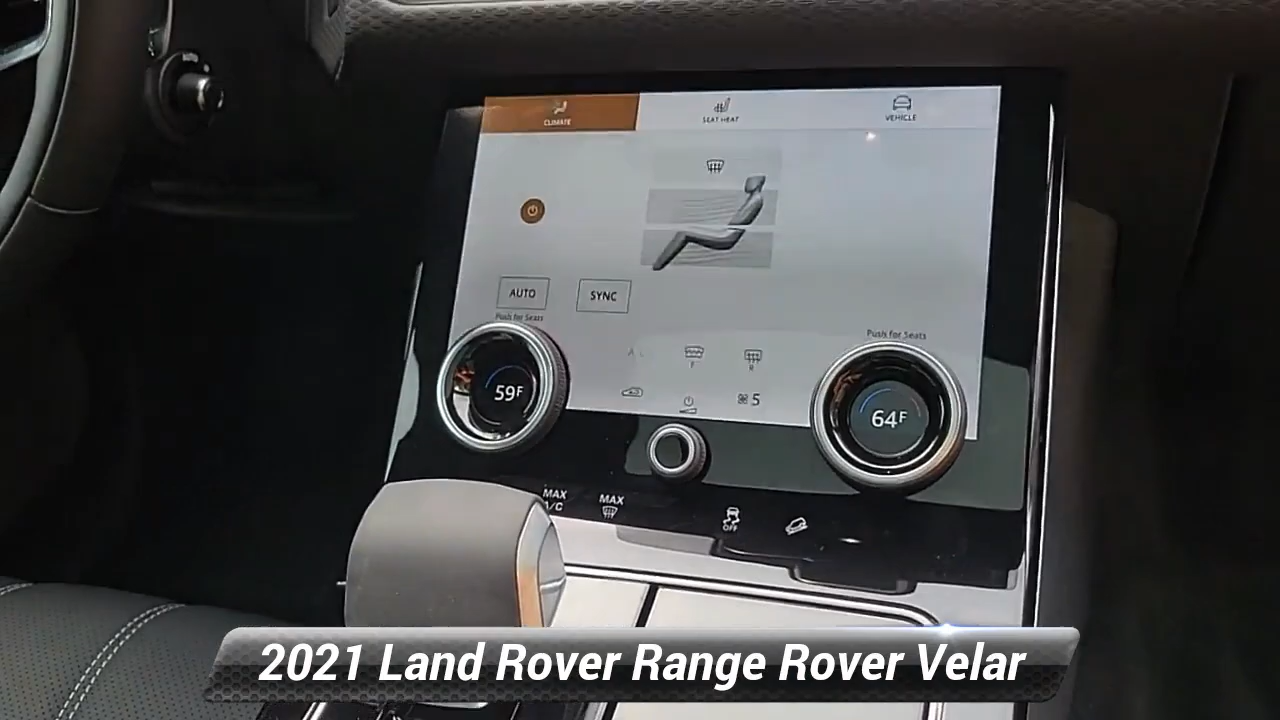 AUTO
CLIMATE
SEAT HEAT
VEHICLE
AUTO
SYNC
Push for Seats
Push for Seats
F
R
59F
5
64F
MAX
A/C
MAX
OFF
2021 Land Rover Range Rover Velar